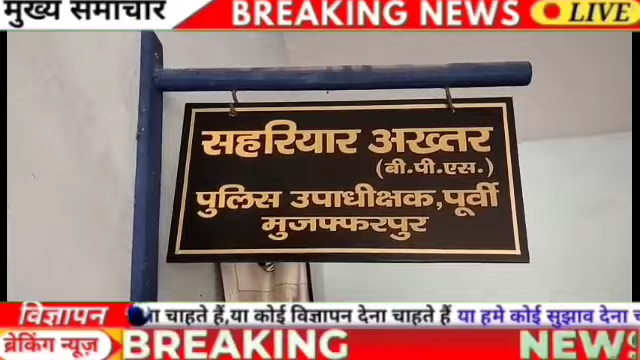 मुख्य समाचार
BREAKING NEWS
LIVE
सहरियार अख्तर
(बी.पी.एस.)
पुलिस उपाधीक्षक,पूर्वी
मुजफ्फरपुर
विज्ञापन
चाहते हैं,या कोई विज्ञापन देना चाहते हैं या हमे कोई सुझाव देना
ब्रेकिंग न्यूज़
BREAKING
NEWS